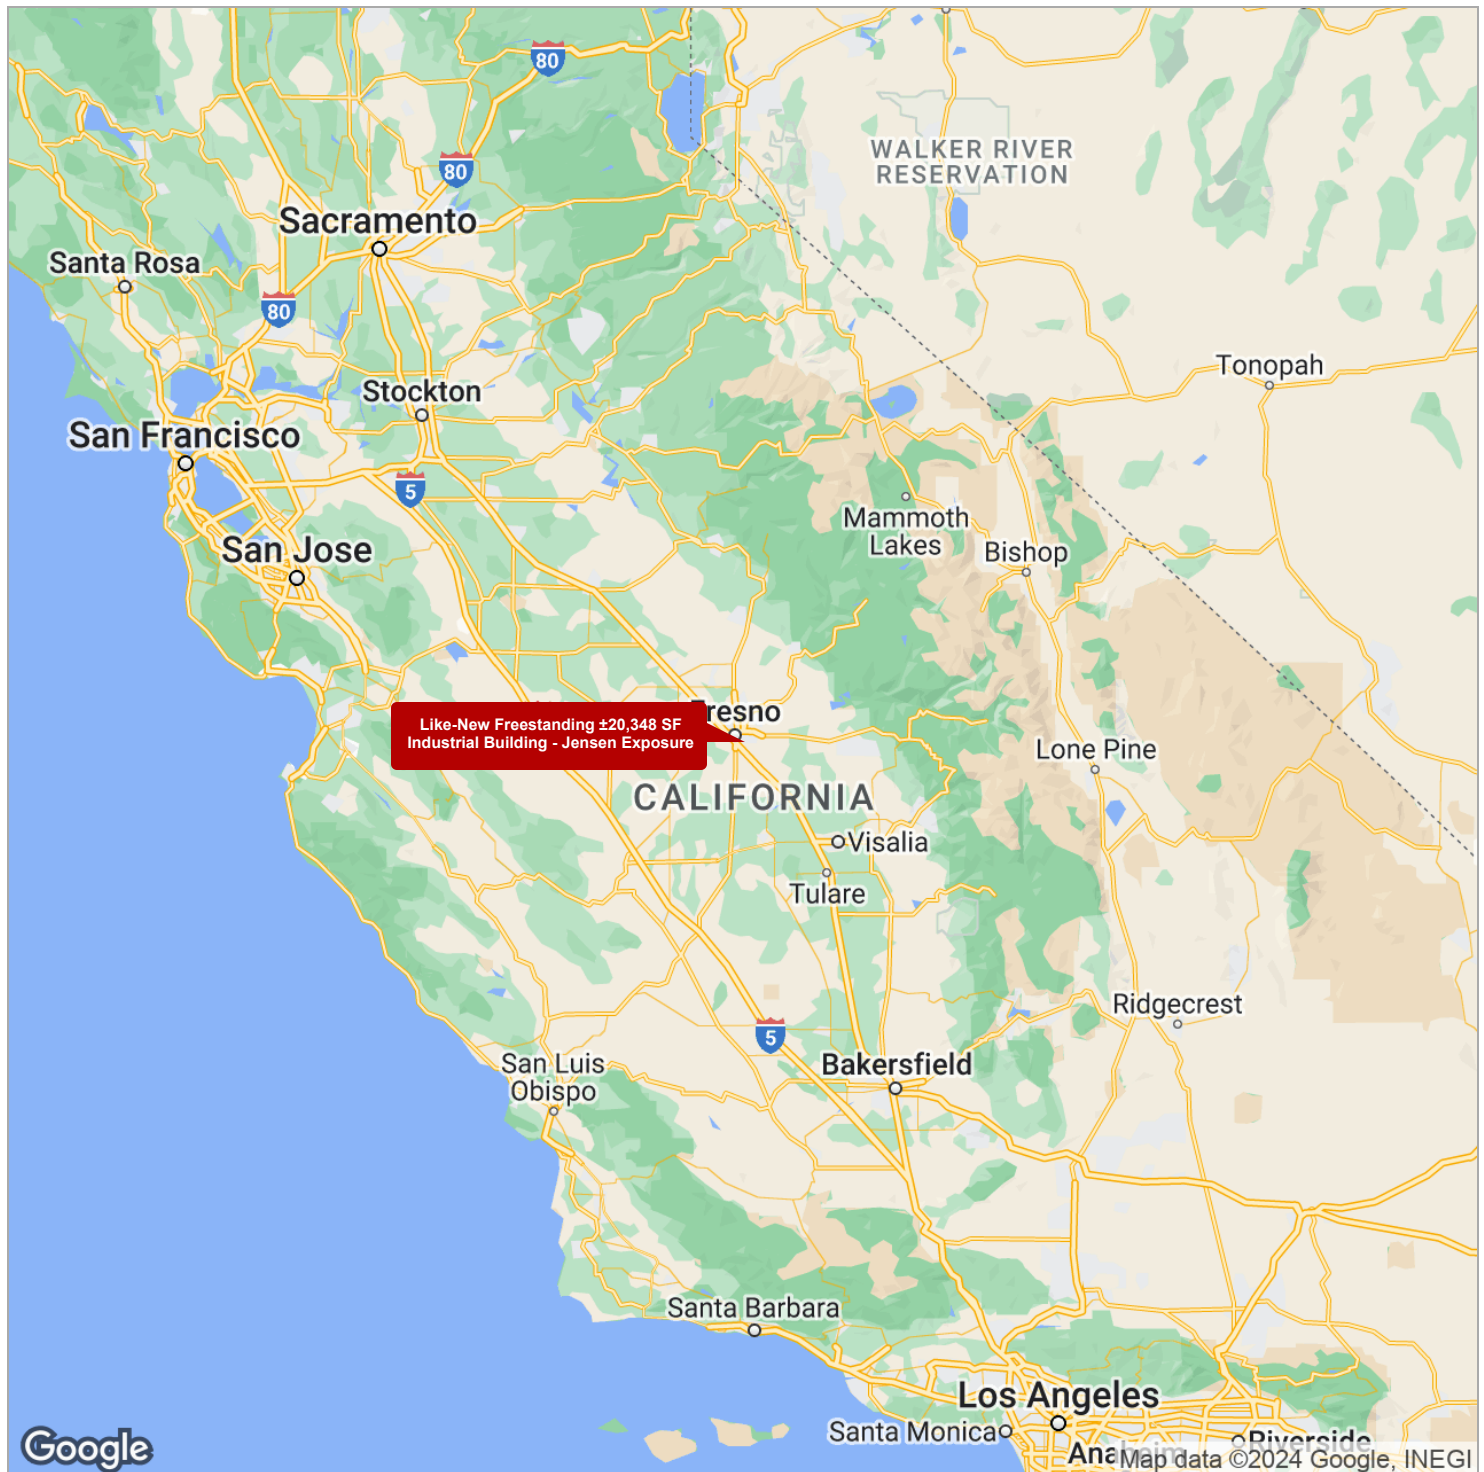 80
80
WALKER RIVER
RESERVATION
Sacramento
Santa Rosa
80
Tonopah
Stockton
San Francisco
5
Mammoth
Lakes
San Jose
Bishop
Fresno
Like-New Freestanding ±20,348 SF
Industrial Building - Jensen Exposure
Lone Pine
CALIFORNIA
Visalia
Tulare
Ridgecrest
5
San Luis
Obispo
Bakersfield
Santa Barbara
Los Angeles
Santa Monica
Riverside
Anaheim
Google
Map data ©2024 Google, INEGI